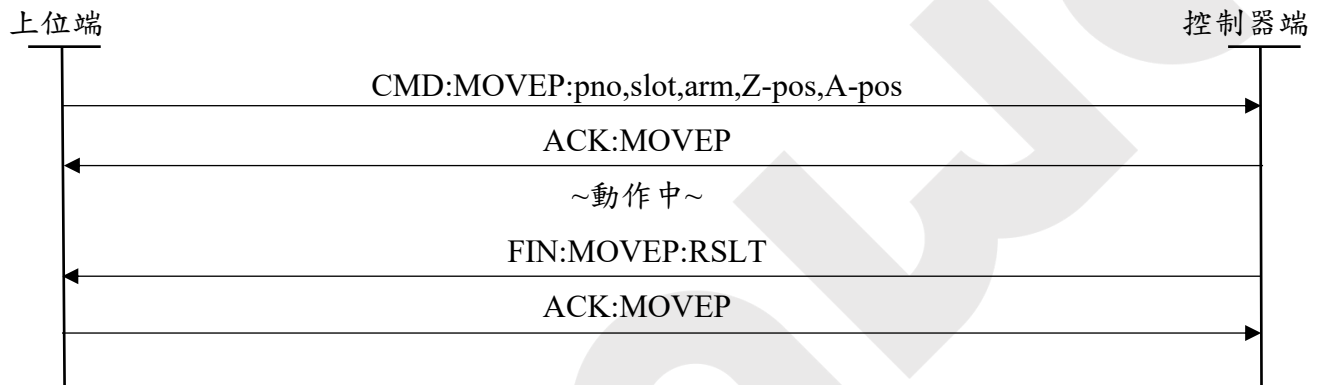 上位端
控制器端
CMD:MOVEP:pno,slot,arm,Z-pos,A-pos
ACK:MOVEP
~動作中~
FIN:MOVEP:RSLT
ACK:MOVEP